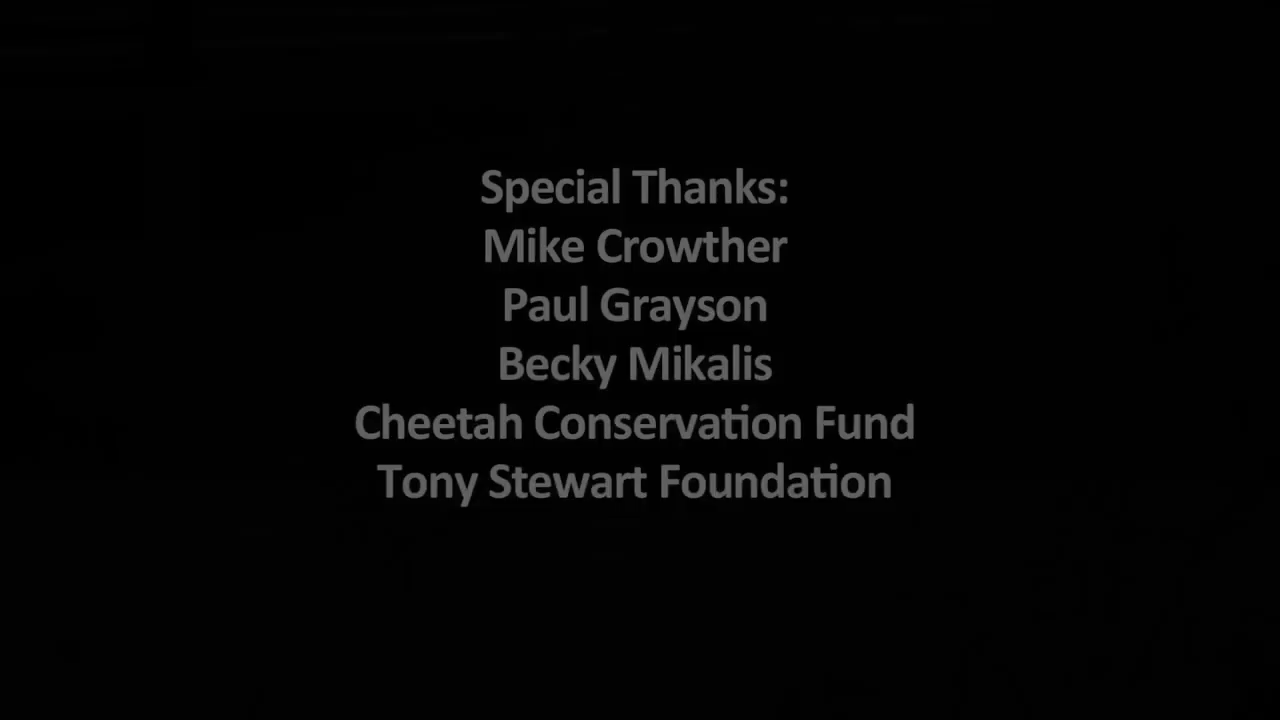 Special Thanks:
Mike Crowther
Paul Grayson
Becky Mikalis
Cheetah Conservation Fund
Tony Stewart Foundation